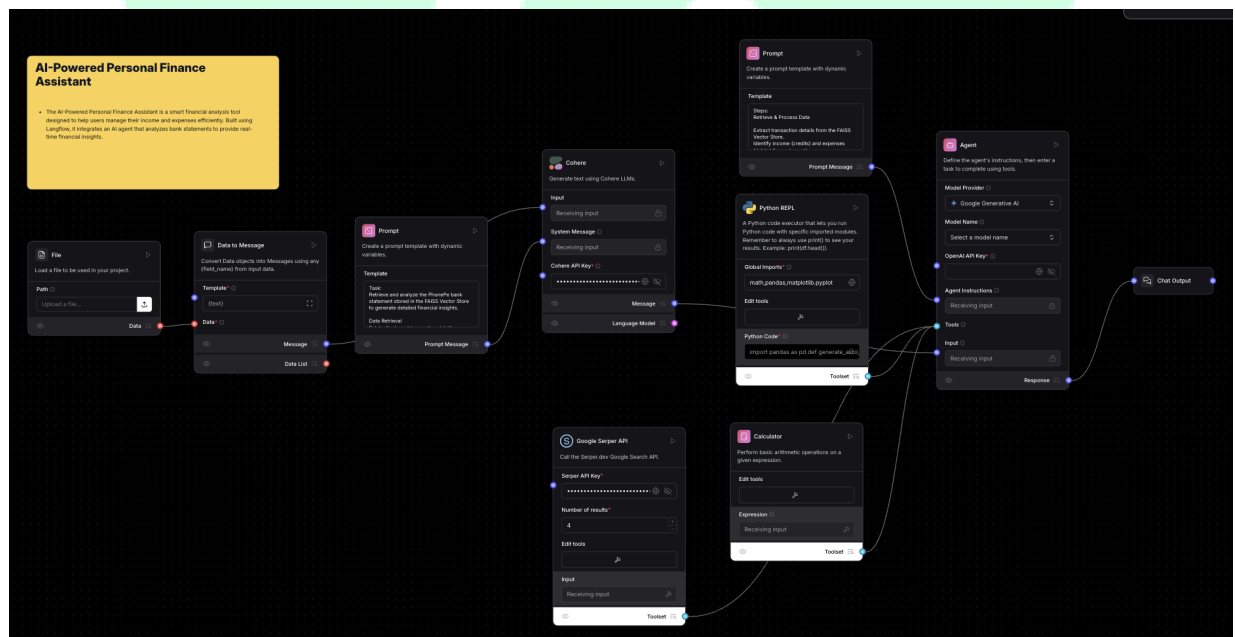 AI-Powered Personal Finance
Assistant
The AI-Powered Personal Finance Assistant is a smart financial analysis tool
designed to help users manage their income and expenses efficiently. Built using
Langflow, it integrates an AI agent that analyzes bank statements to provide real-
time financial insights.
File
Load a file to be used in your project.
Path
Upload a file...
Data
Data to Message
Convert Data objects into Messages using any
{field_name} from input data.
Template*
{text}
Data*
Message
Data List
Prompt
Create a prompt template with dynamic
variables.
Template
Task:
Retrieve and analyze the PhonePe bank
statement stored in the FAISS Vector Store
to generate detailed financial insights.
Data Retrieval
Prompt Message
Cohere
Generate text using Cohere LLMs.
Input
Receiving input
System Message
Receiving input
Cohere API Key*
Message
Language Model
Google Serper API
Call the Serper.dev Google Search API.
Serper API Key*
Number of results*
4
Edit tools
Input
Receiving input
Toolset
Prompt
Create a prompt template with dynamic
variables.
Template
Steps:
Retrieve & Process Data
Extract transaction details from the FAISS
Vector Store.
Identify income (credits) and expenses
Prompt Message
Python REPL
A Python code executor that lets you run
Python code with specific imported modules.
Remember to always use print() to see your
results. Example: print(df.head()).
Global Imports*
math,pandas,matplotlib.pyplot
Edit tools
Python Code*
import pandas as pd def
Toolset
Calculator
Perform basic arithmetic operations on a
given expression.
Edit tools
Expression
Receiving input
Toolset
Agent
Define the agent's instructions, then enter a
task to complete using tools.
Model Provider
Google Generative AI
Model Name
Select a model name
OpenAI API Key*
Agent Instructions
Receiving input
Tools
Input
Receiving input
Response
Chat Output